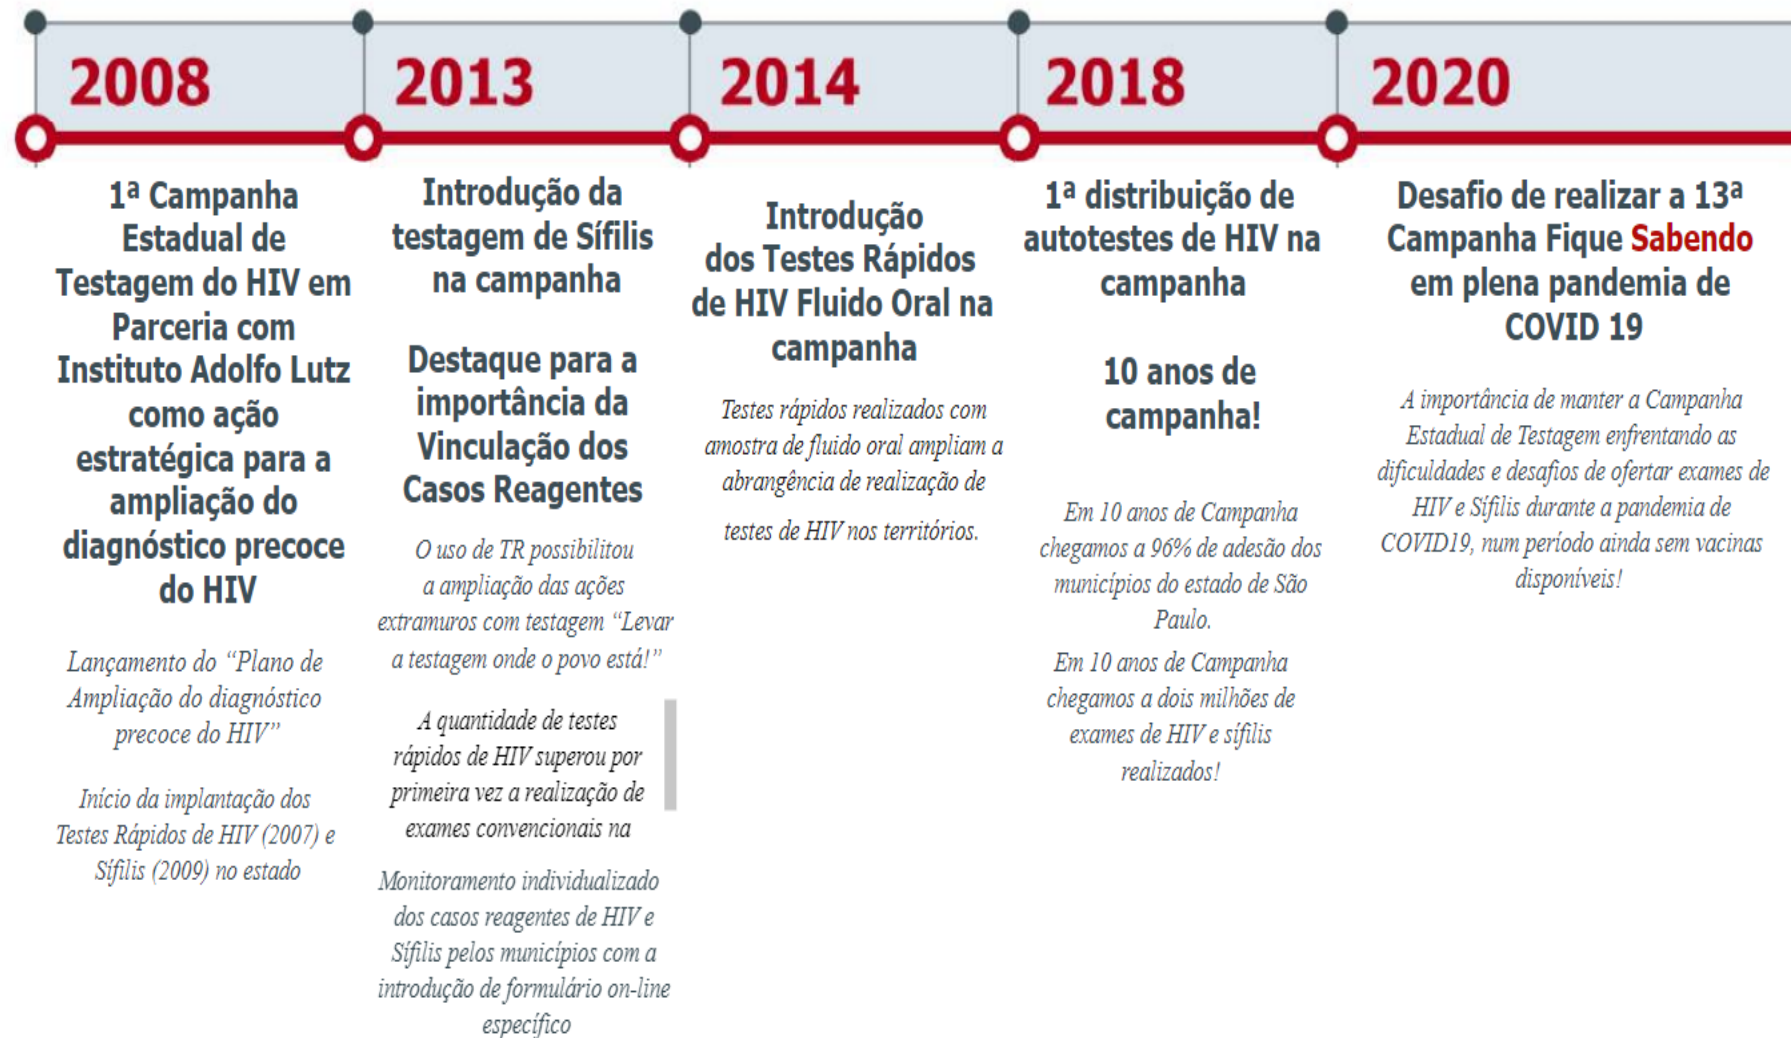 2008
1ª Campanha
Estadual de
Testagem do HIV em
Parceria com
Instituto Adolfo Lutz
como ação
estratégica para a
ampliação do
diagnóstico precoce
do HIV
Lançamento do “Plano de
Ampliação do diagnóstico
precoce do HIV”
Início da implantação dos
Testes Rápidos de HIV (2007) e
Sífilis (2009) no estado
2013
Introdução da
testagem de Sífilis
na campanha
Destaque para a
importância da
Vinculação dos
Casos Reagentes
O uso de TR possibilitou
a ampliação das ações
extramuros com testagem “Levar
a testagem onde o povo está!”
A quantidade de testes
rápidos de HIV superou por
primeira vez a realização de
exames convencionais na
Monitoramento individualizado
dos casos reagentes de HIV e
Sífilis pelos municípios com a
introdução de formulário on-line
específico
2014
Introdução
dos Testes Rápidos
de HIV Fluido Oral na
campanha
Testes rápidos realizados com
amostra de fluido oral ampliam a
abrangência de realização de
testes de HIV nos territórios.
2018
1ª distribuição de
autotestes de HIV na
campanha
10 anos de
campanha!
Em 10 anos de Campanha
chegamos a 96% de adesão dos
municípios do estado de São
Paulo.
Em 10 anos de Campanha
chegamos a dois milhões de
exames de HIV e sífilis
realizados!
2020
Desafio de realizar a 13ª
Campanha Fique Sabendo
em plena pandemia de
COVID 19
A importância de manter a Campanha
Estadual de Testagem enfrentando as
dificuldades e desafios de ofertar exames de
HIV e Sífilis durante a pandemia de
COVID19, num período ainda sem vacinas
disponíveis!